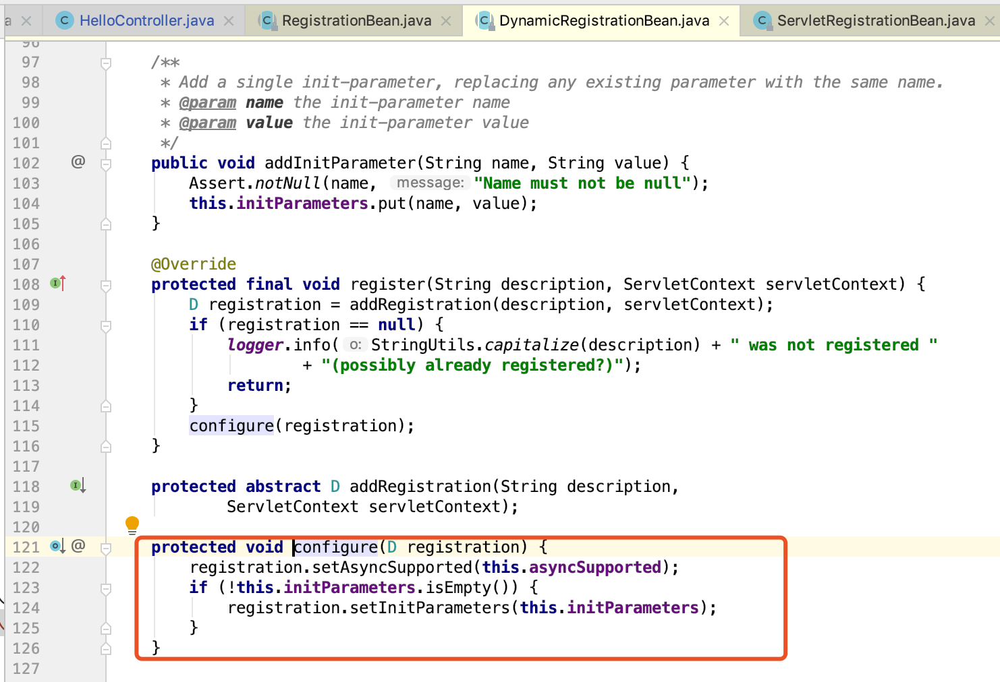 a
HelloController.java
RegistrationBean.java
DynamicRegistrationBean.java
ServletRegistrationBean.java
96
97 /**
98 * Add a single init-parameter, replacing any existing parameter with the same name.
99 * @param name the init-parameter name
100 * @param value the init-parameter value
101 */
102 @ public void addInitParameter(String name, String value) {
103 Assert.notNull(name, message: "Name must not be null");
104 this.initParameters.put(name, value);
105 }
106
107 @Override
108 protected final void register(String description, ServletContext servletContext) {
109 D registration = addRegistration(description, servletContext);
110 if (registration == null) {
111 logger.info( o: StringUtils.capitalize(description) + " was not registered "
112 + "(possibly already registered?)");
113 return;
114 }
115 configure(registration);
116 }
117
118 protected abstract D addRegistration(String description,
119 ServletContext servletContext);
120
121 @ protected void configure(D registration) {
122 registration.setAsyncSupported(this.asyncSupported);
123 if (!this.initParameters.isEmpty()) {
124 registration.setInitParameters(this.initParameters);
125 }
126 }
127